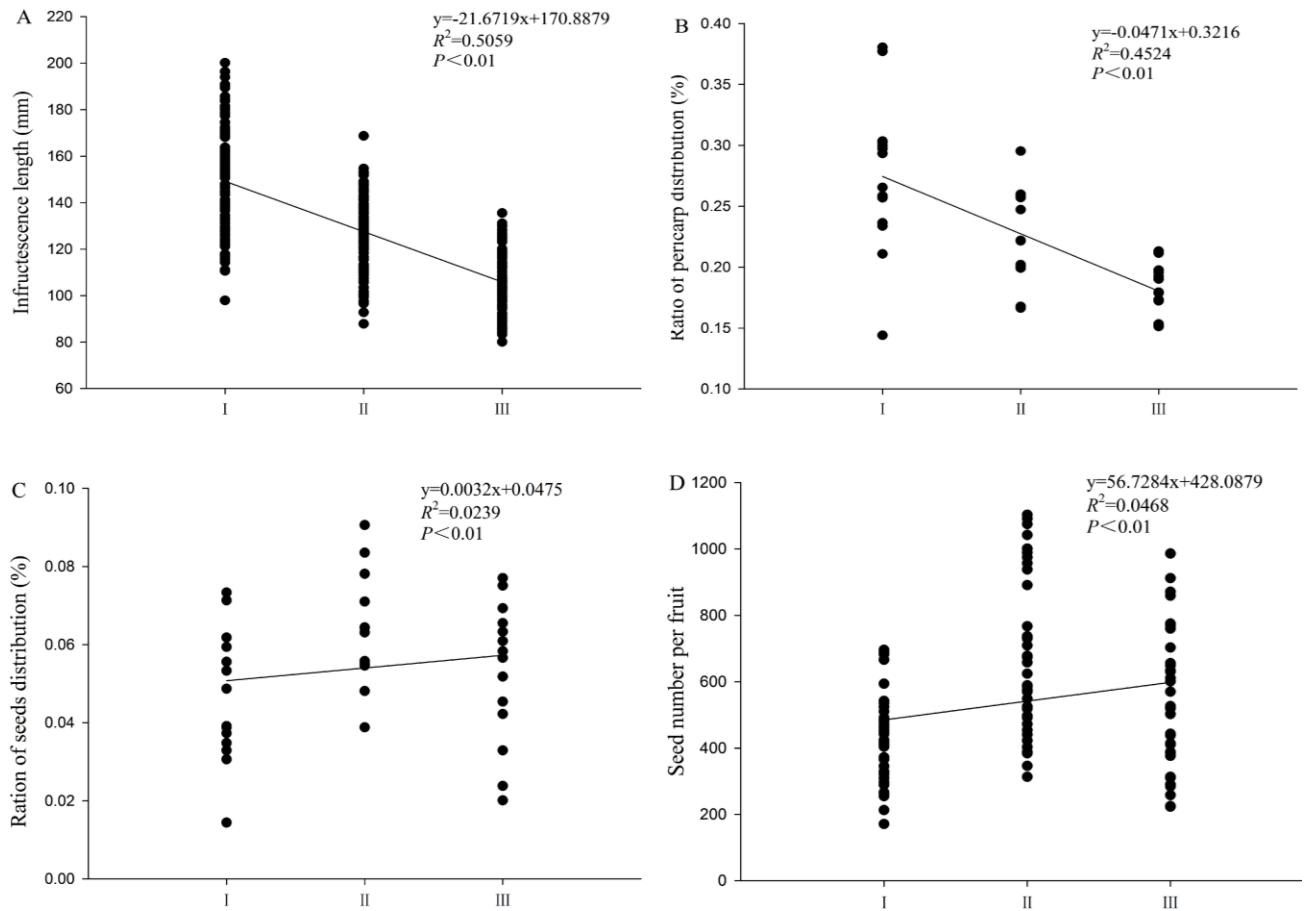 A
y=-21.6719x+170.8879
R²=0.5059
P＜0.01
Infructescence length (mm)
220
200
180
160
140
120
100
80
60
I
II
III
B
y=-0.0471x+0.3216
R²=0.4524
P＜0.01
Ratio of pericarp distribution (%)
0.40
0.35
0.30
0.25
0.20
0.15
0.10
I
II
III
C
y=0.0032x+0.0475
R²=0.0239
P＜0.01
Ration of seeds distribution (%)
0.10
0.08
0.06
0.04
0.02
0.00
I
II
III
D
y=56.7284x+428.0879
R²=0.0468
P＜0.01
Seed number per fruit
1200
1000
800
600
400
200
0
I
II
III